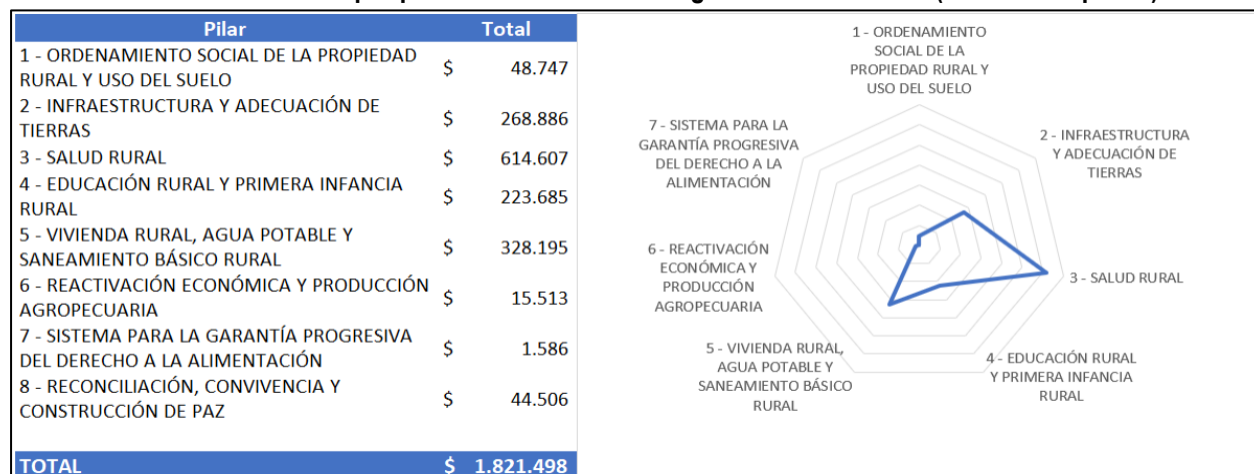 Pilar Total
1 - ORDENAMIENTO SOCIAL DE LA PROPIEDAD
RURAL Y USO DEL SUELO $ 48.747
2 - INFRAESTRUCTURA Y ADECUACIÓN DE
TIERRAS $ 268.886
3 - SALUD RURAL $ 614.607
4 - EDUCACIÓN RURAL Y PRIMERA INFANCIA
RURAL $ 223.685
5 - VIVIENDA RURAL, AGUA POTABLE Y
SANEAMIENTO BÁSICO RURAL $ 328.195
6 - REACTIVACIÓN ECONÓMICA Y PRODUCCIÓN
AGROPECUARIA $ 15.513
7 - SISTEMA PARA LA GARANTÍA PROGRESIVA
DEL DERECHO A LA ALIMENTACIÓN $ 1.586
8 - RECONCILIACIÓN, CONVIVENCIA Y
CONSTRUCCIÓN DE PAZ $ 44.506
TOTAL $ 1.821.498
1 - ORDENAMIENTO
SOCIAL DE LA
PROPIEDAD RURAL Y
USO DEL SUELO
2 - INFRAESTRUCTURA
Y ADECUACIÓN DE
TIERRAS
3 - SALUD RURAL
4 - EDUCACIÓN RURAL
Y PRIMERA INFANCIA
RURAL
5 - VIVIENDA RURAL,
AGUA POTABLE Y
SANEAMIENTO BÁSICO
RURAL
6 - REACTIVACIÓN
ECONÓMICA Y
PRODUCCIÓN
AGROPECUARIA
7 - SISTEMA PARA LA
GARANTÍA PROGRESIVA
DEL DERECHO A LA
ALIMENTACIÓN